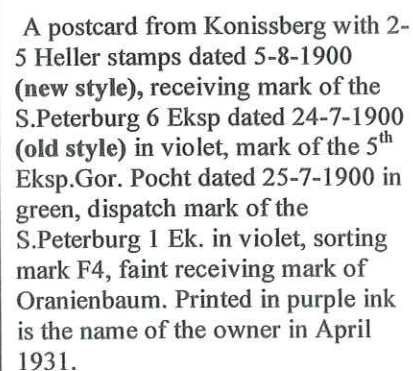 A postcard from Konissberg with 2-
5 Heller stamps dated 5-8-1900
(new style), receiving mark of the
S.Peterburg 6 Eksp dated 24-7-1900
(old style) in violet, mark of the 5th
Eksp.Gor. Pocht dated 25-7-1900 in
green, dispatch mark of the
S.Peterburg 1 Ek. in violet, sorting
mark F4, faint receiving mark of
Oranienbaum. Printed in purple ink
is the name of the owner in April
1931.